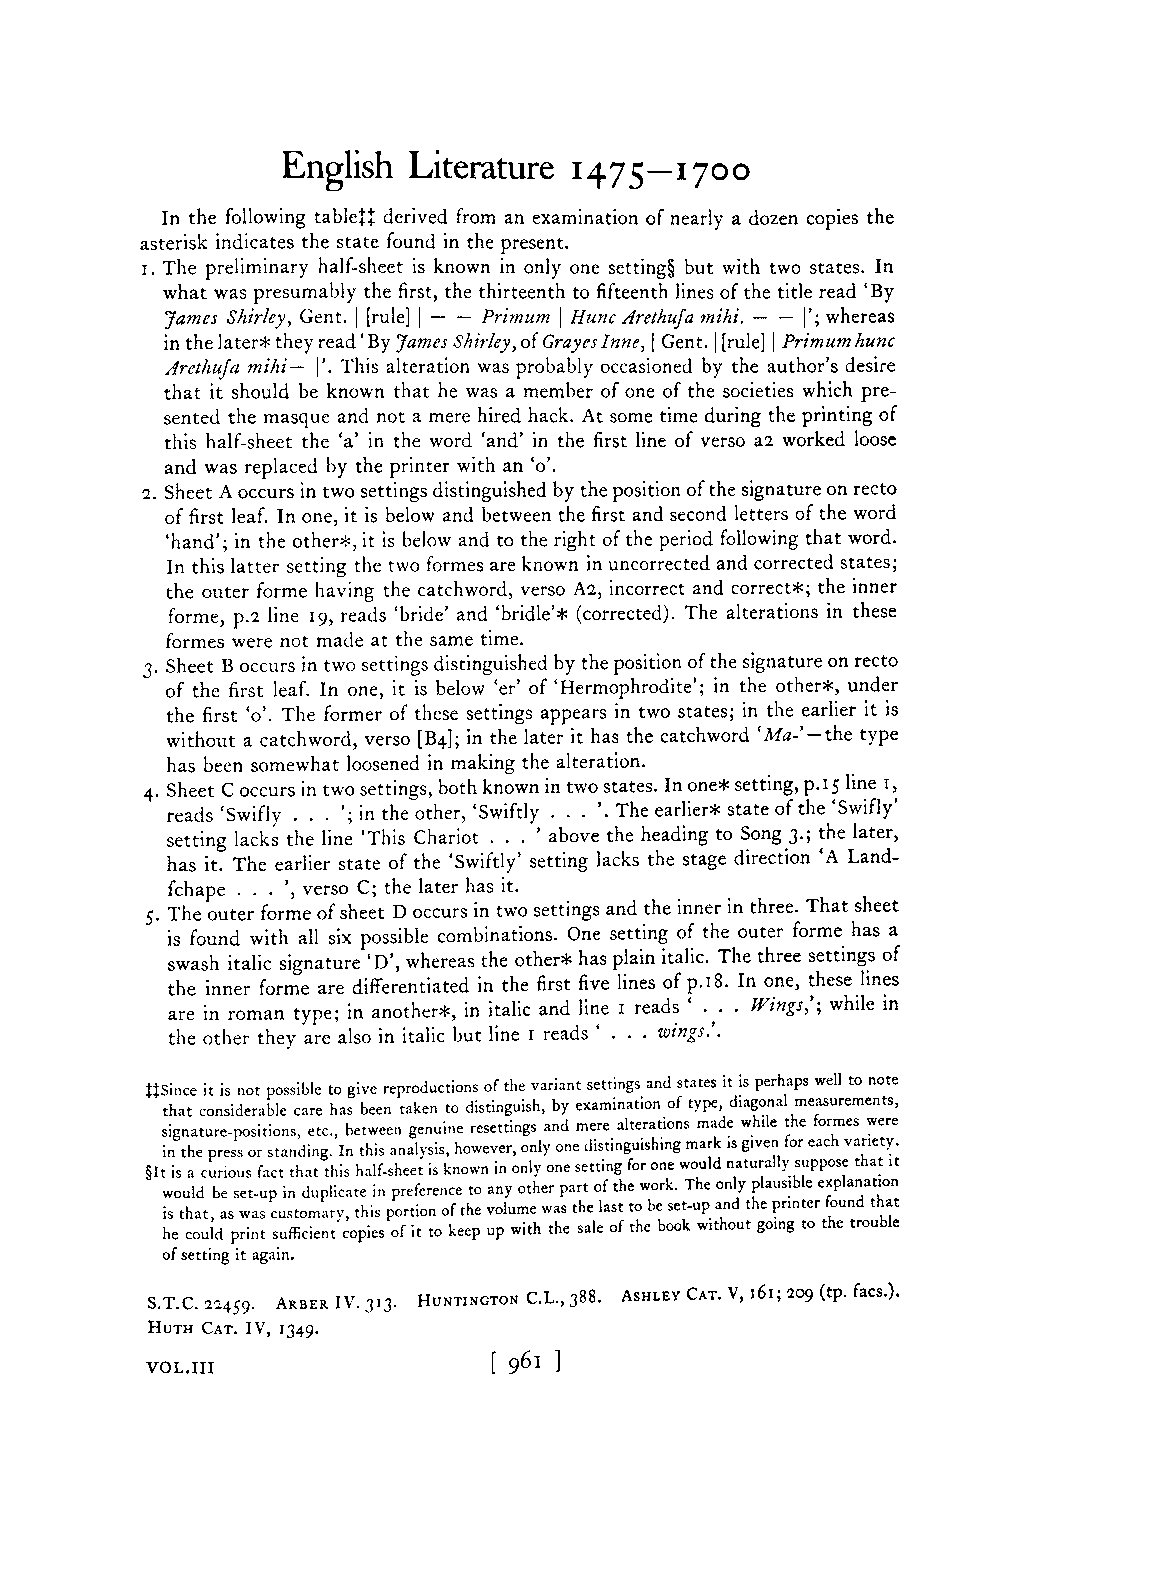 English Literature 1475—1700
In the following table‡‡ derived from an examination of nearly a dozen copies the
asterisk indicates the state found in the present.
1. The preliminary half-sheet is known in only one setting§ but with two states. In
what was presumably the first, the thirteenth to fifteenth lines of the title read ‘By
James Shirley, Gent. | [rule] | — — Primum | Hunc Arethuſa mihi. — — |’; whereas
in the later* they read ‘By James Shirley, of Grayes Inne, | Gent. | [rule] | Primum hunc
Arethuſa mihi— |’. This alteration was probably occasioned by the author’s desire
that it should be known that he was a member of one of the societies which pre-
sented the masque and not a mere hired hack. At some time during the printing of
this half-sheet the ‘a’ in the word ‘and’ in the first line of verso a2 worked loose
and was replaced by the printer with an ‘o’.
2. Sheet A occurs in two settings distinguished by the position of the signature on recto
of first leaf. In one, it is below and between the first and second letters of the word
‘hand’; in the other*, it is below and to the right of the period following that word.
In this latter setting the two formes are known in uncorrected and corrected states;
the outer forme having the catchword, verso A2, incorrect and correct*; the inner
forme, p.2 line 19, reads ‘bride’ and ‘bridle’* (corrected). The alterations in these
formes were not made at the same time.
3. Sheet B occurs in two settings distinguished by the position of the signature on recto
of the first leaf. In one, it is below ‘er’ of ‘Hermophrodite’; in the other*, under
the first ‘o’. The former of these settings appears in two states; in the earlier it is
without a catchword, verso [B4]; in the later it has the catchword ‘Ma-’—the type
has been somewhat loosened in making the alteration.
4. Sheet C occurs in two settings, both known in two states. In one* setting, p.15 line 1,
reads ‘Swifly . . . ’; in the other, ‘Swiftly . . . ’. The earlier* state of the ‘Swifly’
setting lacks the line ‘This Chariot . . . ’ above the heading to Song 3.; the later,
has it. The earlier state of the ‘Swiftly’ setting lacks the stage direction ‘A Land-
ſchape . . . ’, verso C; the later has it.
5. The outer forme of sheet D occurs in two settings and the inner in three. That sheet
is found with all six possible combinations. One setting of the outer forme has a
swash italic signature ‘D’, whereas the other* has plain italic. The three settings of
the inner forme are differentiated in the first five lines of p.18. In one, these lines
are in roman type; in another*, in italic and line 1 reads ‘ . . . Wings,’; while in
the other they are also in italic but line 1 reads ‘ . . . wings.’.
‡‡Since it is not possible to give reproductions of the variant settings and states it is perhaps well to note
that considerable care has been taken to distinguish, by examination of type, diagonal measurements,
signature-positions, etc., between genuine resettings and mere alterations made while the formes were
in the press or standing. In this analysis, however, only one distinguishing mark is given for each variety.
§It is a curious fact that this half-sheet is known in only one setting for one would naturally suppose that it
would be set-up in duplicate in preference to any other part of the work. The only plausible explanation
is that, as was customary, this portion of the volume was the last to be set-up and the printer found that
he could print sufficient copies of it to keep up with the sale of the book without going to the trouble
of setting it again.
S.T.C. 22459. Arber IV. 313. Huntington C.L., 388. Ashley Cat. V, 161; 209 (tp. facs.).
Huth Cat. IV, 1349.
VOL.III [ 961 ]